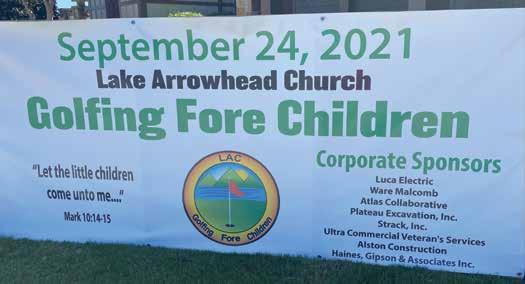 September 24, 2021
Lake Arrowhead Church
Golfing Fore Children
"Let the little children
come unto me...."
Mark 10:14-15
LAC
Golfing Fore Children
Corporate Sponsors
Luca Electric
Ware Malcomb
Atlas Collaborative
Plateau Excavation, Inc.
Strack, Inc.
Ultra Commercial Veteran's Services
Alston Construction
Haines, Gipson & Associates Inc.